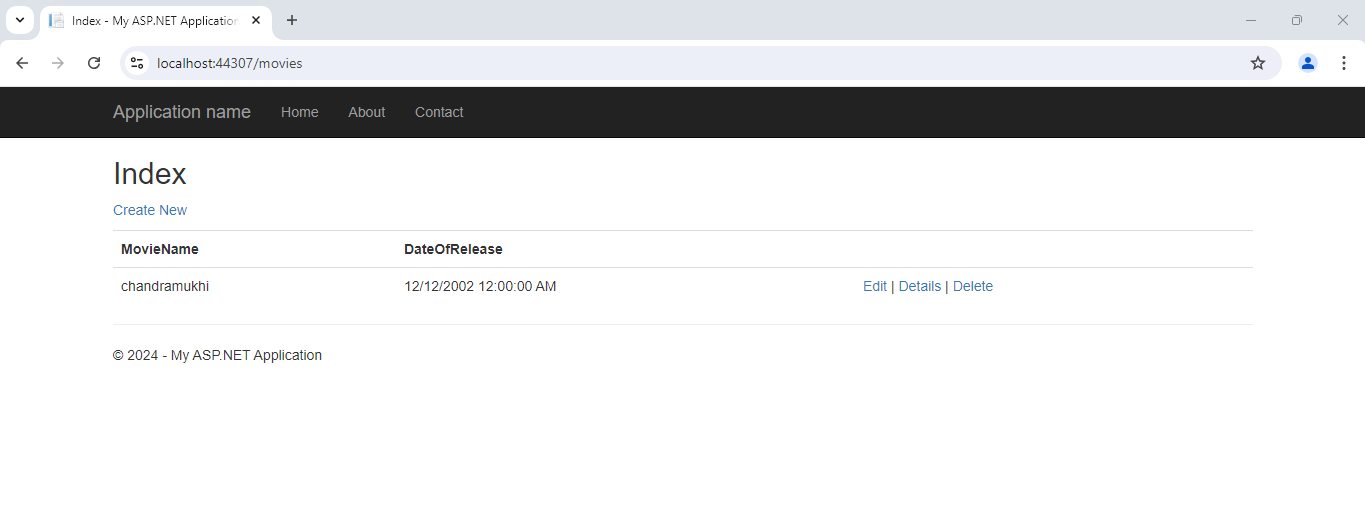 Index - My ASP.NET Application
localhost:44307/movies
Application name Home About Contact
Index
Create New
MovieName DateOfRelease
chandramukhi 12/12/2002 12:00:00 AM Edit | Details | Delete
© 2024 - My ASP.NET Application